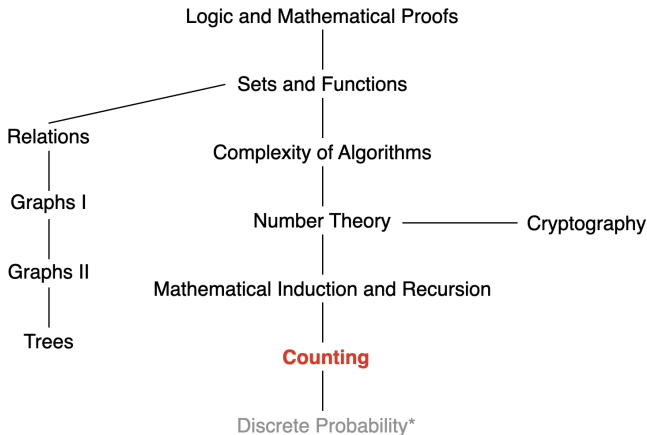 Logic and Mathematical Proofs
Sets and Functions
Relations
Complexity of Algorithms
Graphs I
Number Theory
Cryptography
Graphs II
Mathematical Induction and Recursion
Trees
Counting
Discrete Probability*